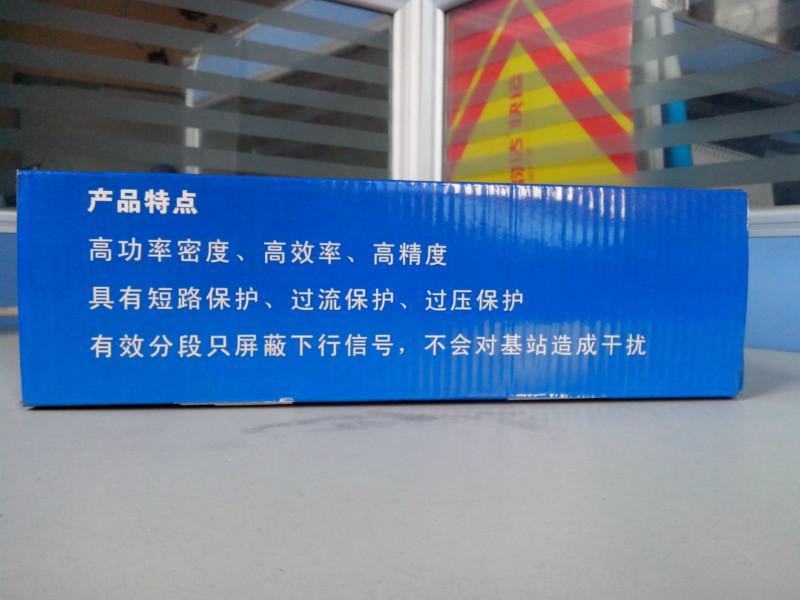 产品特点
高功率密度、高效率、高精度
具有短路保护、过流保护、过压保护
有效分段只屏蔽下行信号，不会对基站造成干扰